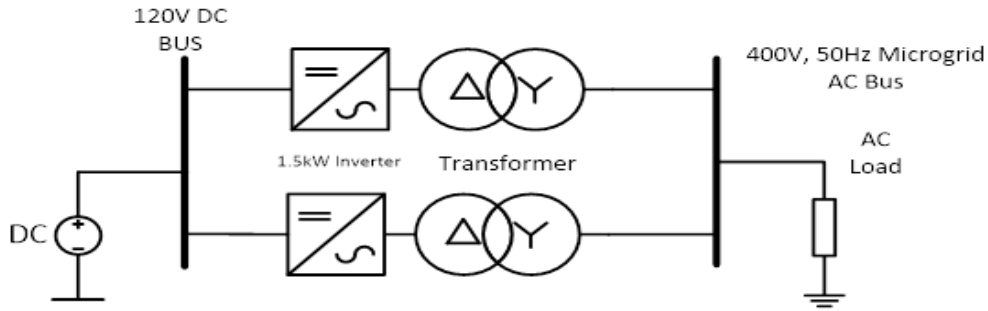 120V DC
BUS
400V, 50Hz Microgrid
AC Bus
1.5kW Inverter
Transformer
AC
Load
DC